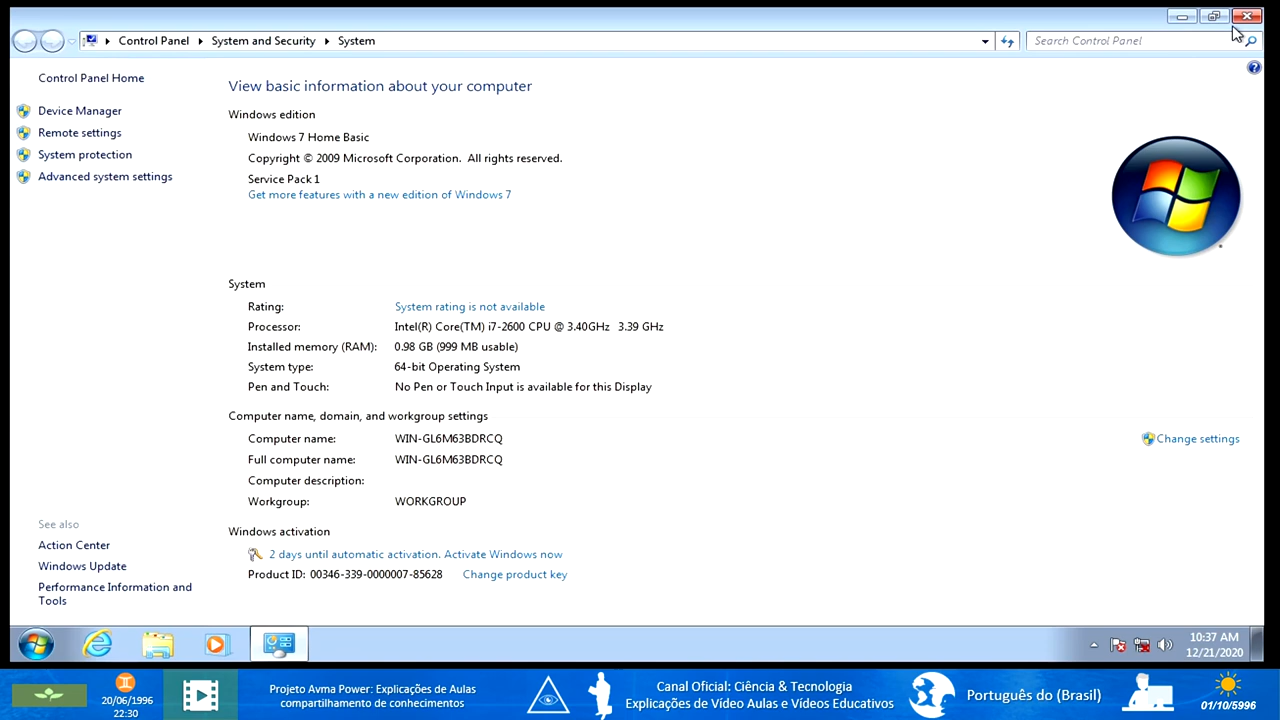 Control Panel System and Security System
Search Control Panel
Control Panel Home
Device Manager
Remote settings
System protection
Advanced system settings
View basic information about your computer
Windows edition
Windows 7 Home Basic
Copyright © 2009 Microsoft Corporation. All rights reserved.
Service Pack 1
Get more features with a new edition of Windows 7
System
Rating: System rating is not available
Processor: Intel(R) Core(TM) i7-2600 CPU @ 3.40GHz 3.39 GHz
Installed memory (RAM): 0.98 GB (999 MB usable)
System type: 64-bit Operating System
Pen and Touch: No Pen or Touch Input is available for this Display
Computer name, domain, and workgroup settings
Computer name: WIN-GL6M63BDRCQ
Change settings
Full computer name: WIN-GL6M63BDRCQ
Computer description:
Workgroup: WORKGROUP
Windows activation
2 days until automatic activation. Activate Windows now
Product ID: 00346-339-0000007-85628 Change product key
See also
Action Center
Windows Update
Performance Information and
Tools
10:37 AM
12/21/2020
20/06/1996
22:30
Projeto Avma Power: Explicações de Aulas
compartilhamento de conhecimentos
Canal Oficial: Ciência & Tecnologia
Explicações de Vídeo Aulas e Vídeos Educativos
Português do (Brasil)
01/10/5996